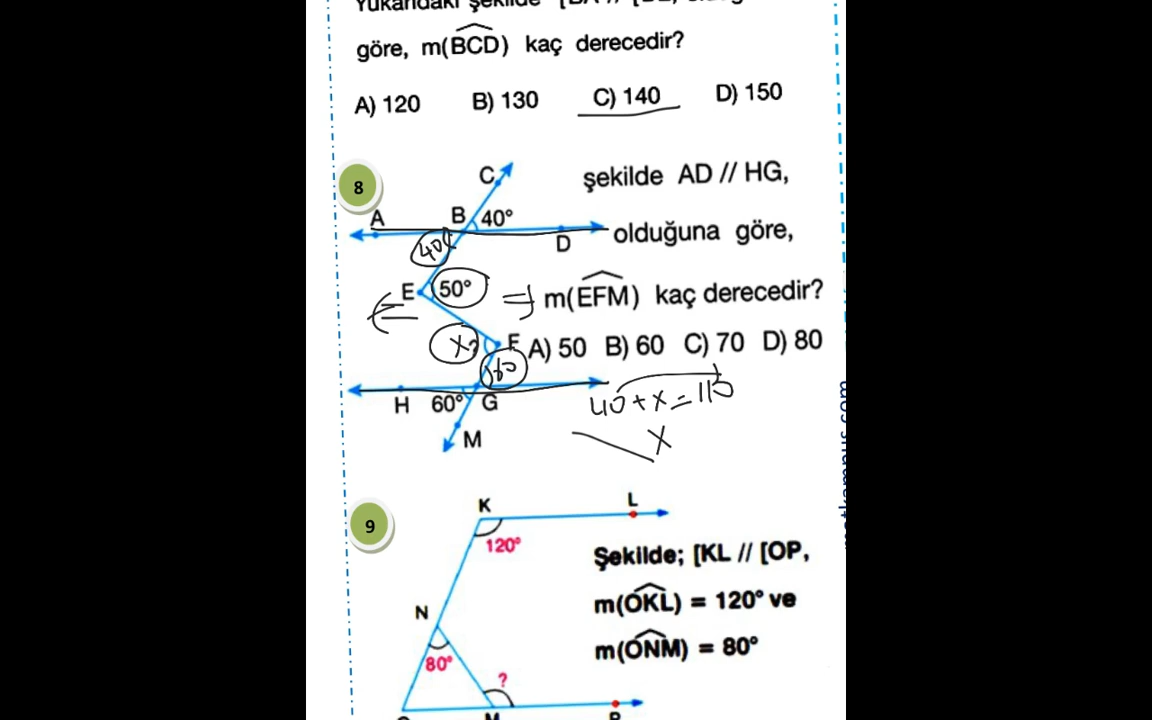 göre, m(BCD) kaç derecedir?
A) 120 B) 130 C) 140 D) 150
8
şekilde AD // HG,
C
A B 40°
D
olduğuna göre,
40
E 50° ⇒ m(EFM) kaç derecedir?
x ? F A) 50 B) 60 C) 70 D) 80
60
H 60° G
40+x=110
M
x
9
K L
120°
Şekilde; [KL // [OP,
m(OKL) = 120° ve
N
m(ONM) = 80°
80°
?